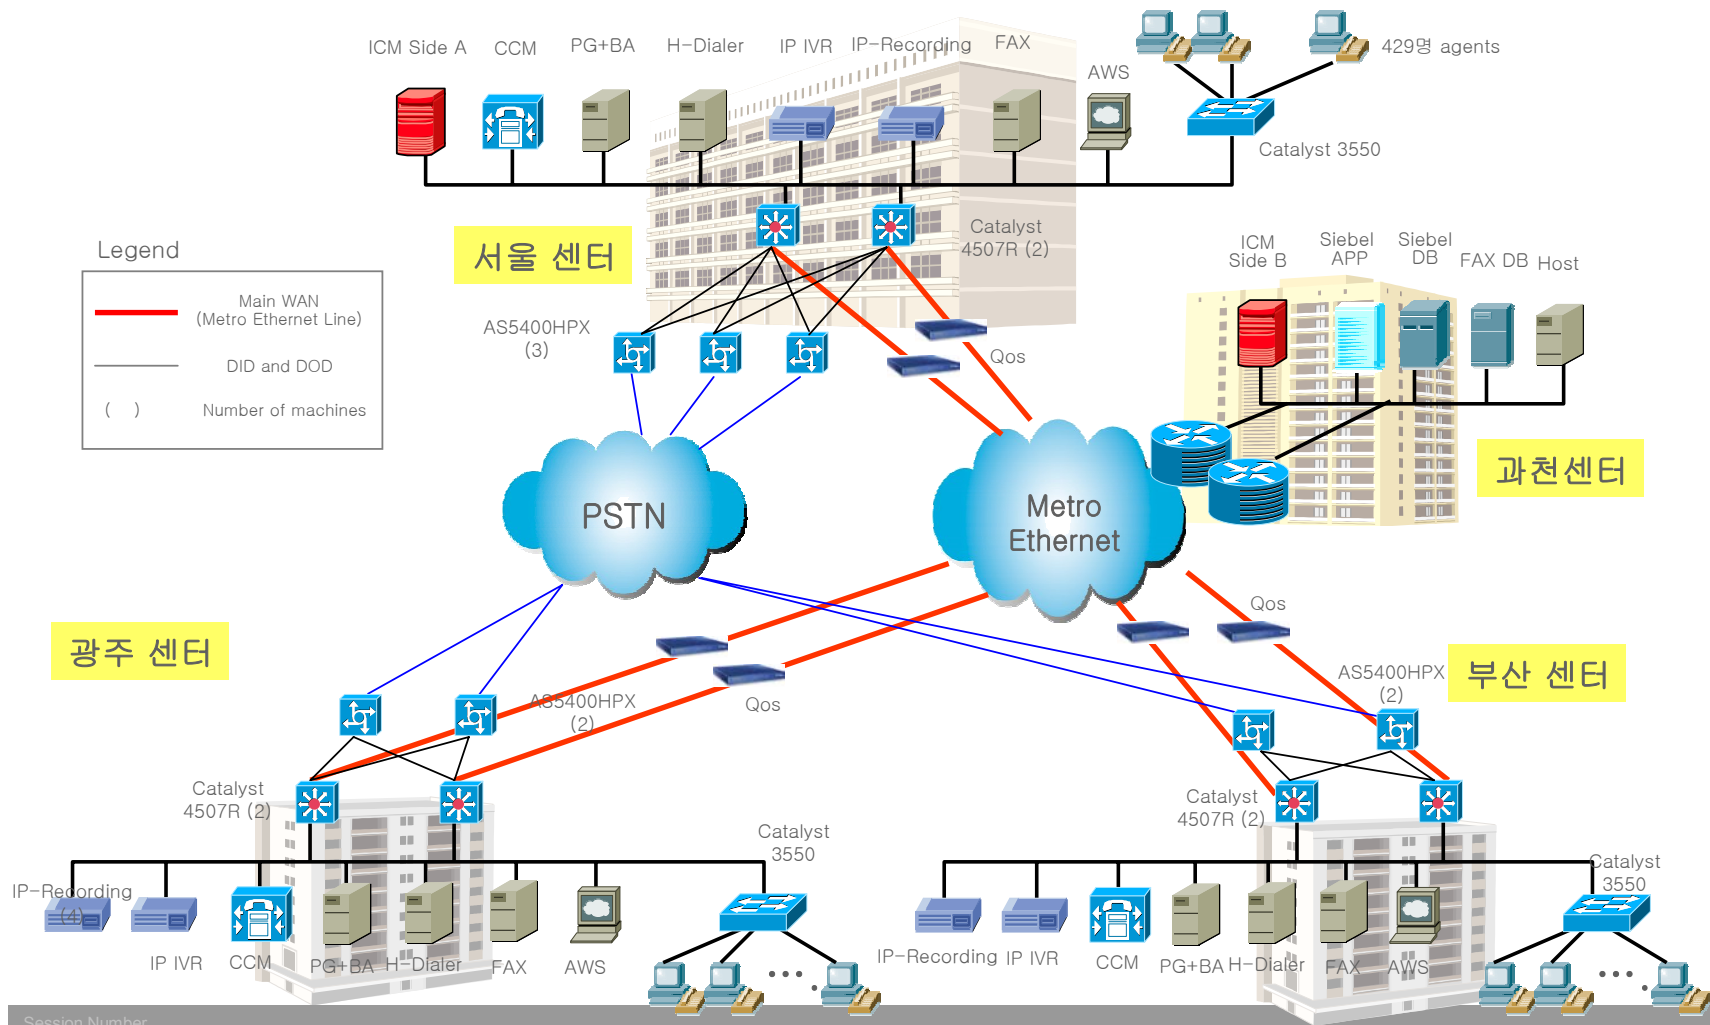 ICM Side A
CCM
PG+BA
H-Dialer
IP IVR
IP-Recording
FAX
AWS
429명 agents
Catalyst 3550
서울 센터
Catalyst
4507R (2)
Legend
Main WAN
(Metro Ethernet Line)
DID and DOD
( )
Number of machines
AS5400HPX
(3)
Qos
ICM
Side B
Siebel
APP
Siebel
DB
FAX DB
Host
과천센터
PSTN
Metro
Ethernet
광주 센터
AS5400HPX
(2)
Qos
Qos
AS5400HPX
(2)
부산 센터
Catalyst
4507R (2)
Catalyst
3550
IP-Recording
(4)
IP IVR
CCM
PG+BA
H-Dialer
FAX
AWS
Catalyst
4507R (2)
Catalyst
3550
IP-Recording
IP IVR
CCM
PG+BA
H-Dialer
FAX
AWS
Session Number